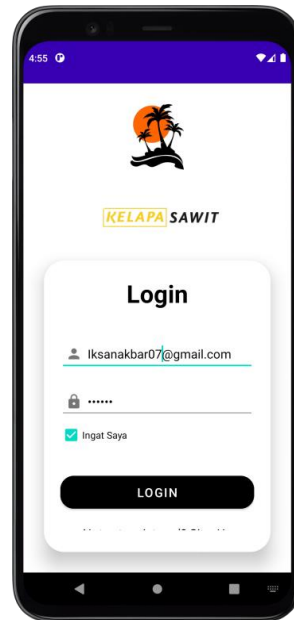 4:55
KELAPA SAWIT
Login
Iksanakbar07@gmail.com
Ingat Saya
LOGIN